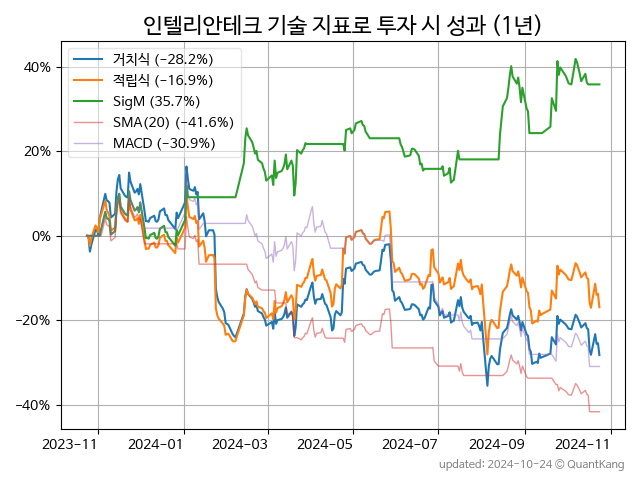 인텔리안테크 기술 지표로 투자 시 성과 (1년)
거치식 (−28.2%)
적립식 (−16.9%)
SigM (35.7%)
SMA(20) (−41.6%)
MACD (−30.9%)
40%
20%
0%
−20%
−40%
2023−11
2024−01
2024−03
2024−05
2024−07
2024−09
2024−11
updated: 2024-10-24 © QuantKang